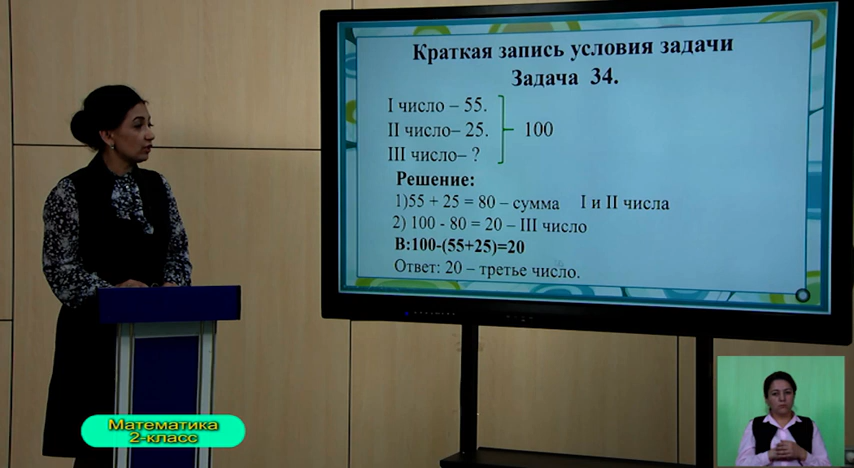 Краткая запись условия задачи
Задача 34.
I число – 55.
II число– 25.
III число– ?
100
Решение:
1)55 + 25 = 80 – сумма I и II числа
2) 100 - 80 = 20 – III число
В:100-(55+25)=20
Ответ: 20 – третье число.
Математика
2-класс